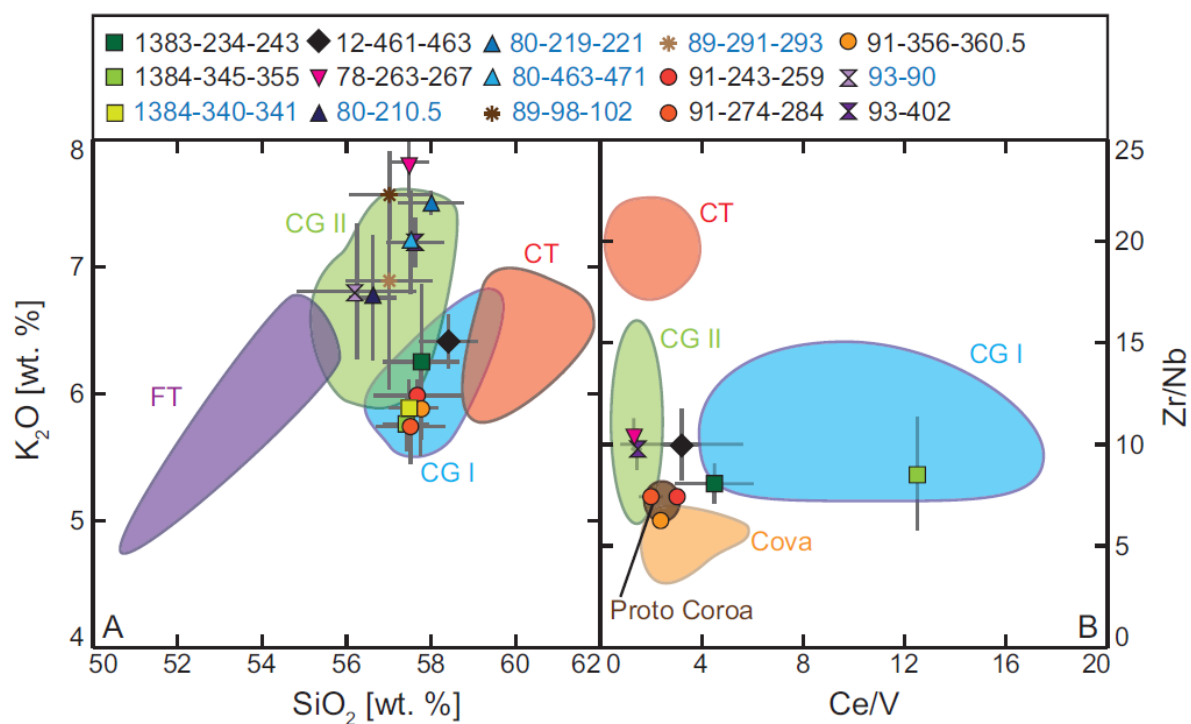 1383-234-243 12-461-463 80-219-221 89-291-293 91-356-360.5
1384-345-355 78-263-267 80-463-471 91-243-259 93-90
1384-340-341 80-210.5 89-98-102 91-274-284 93-402
8
7
6
5
4
K2O [wt. %]
CG II
CT
FT
CG I
A
50 52 54 56 58 60 62
SiO2 [wt. %]
CT
CG II
CG I
Cova
Proto Coroa
B
25
20
15
10
5
0
Zr/Nb
0 4 8 12 16 20
Ce/V